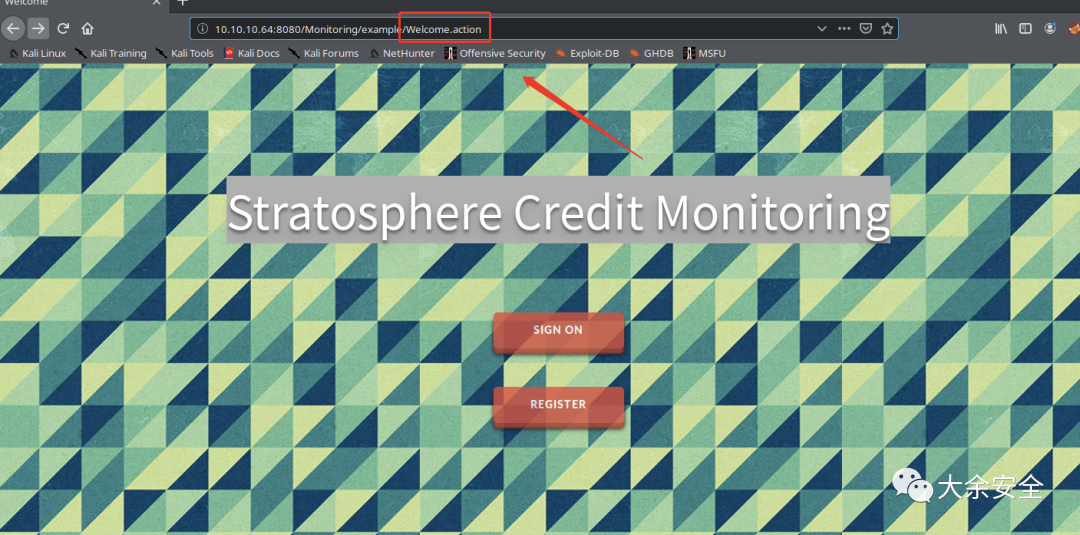 Welcome
10.10.10.64:8080/Monitoring/example/Welcome.action
Kali Linux Kali Training Kali Tools Kali Docs Kali Forums NetHunter Offensive Security Exploit-DB GHDB MSFU
Stratosphere Credit Monitoring
SIGN ON
REGISTER
大余安全